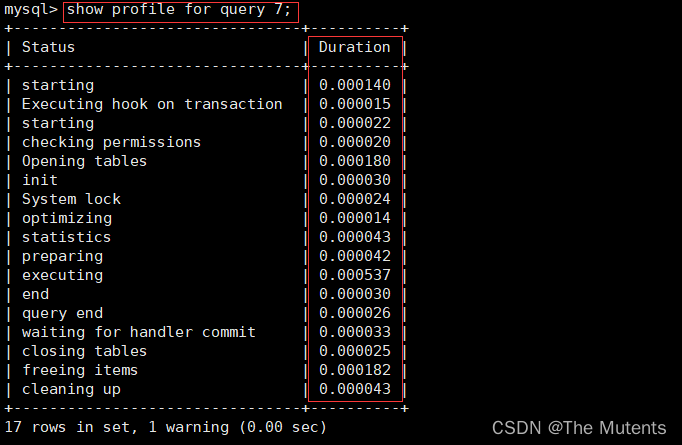 mysql> show profile for query 7;
+--------------------------------+----------+
| Status                         | Duration |
+--------------------------------+----------+
| starting                       | 0.000140 |
| Executing hook on transaction  | 0.000015 |
| starting                       | 0.000022 |
| checking permissions           | 0.000020 |
| Opening tables                 | 0.000180 |
| init                           | 0.000030 |
| System lock                    | 0.000024 |
| optimizing                     | 0.000014 |
| statistics                     | 0.000043 |
| preparing                      | 0.000042 |
| executing                      | 0.000537 |
| end                            | 0.000030 |
| query end                      | 0.000026 |
| waiting for handler commit     | 0.000033 |
| closing tables                 | 0.000025 |
| freeing items                  | 0.000182 |
| cleaning up                    | 0.000043 |
+--------------------------------+----------+
17 rows in set, 1 warning (0.00 sec)
CSDN @The Mutents